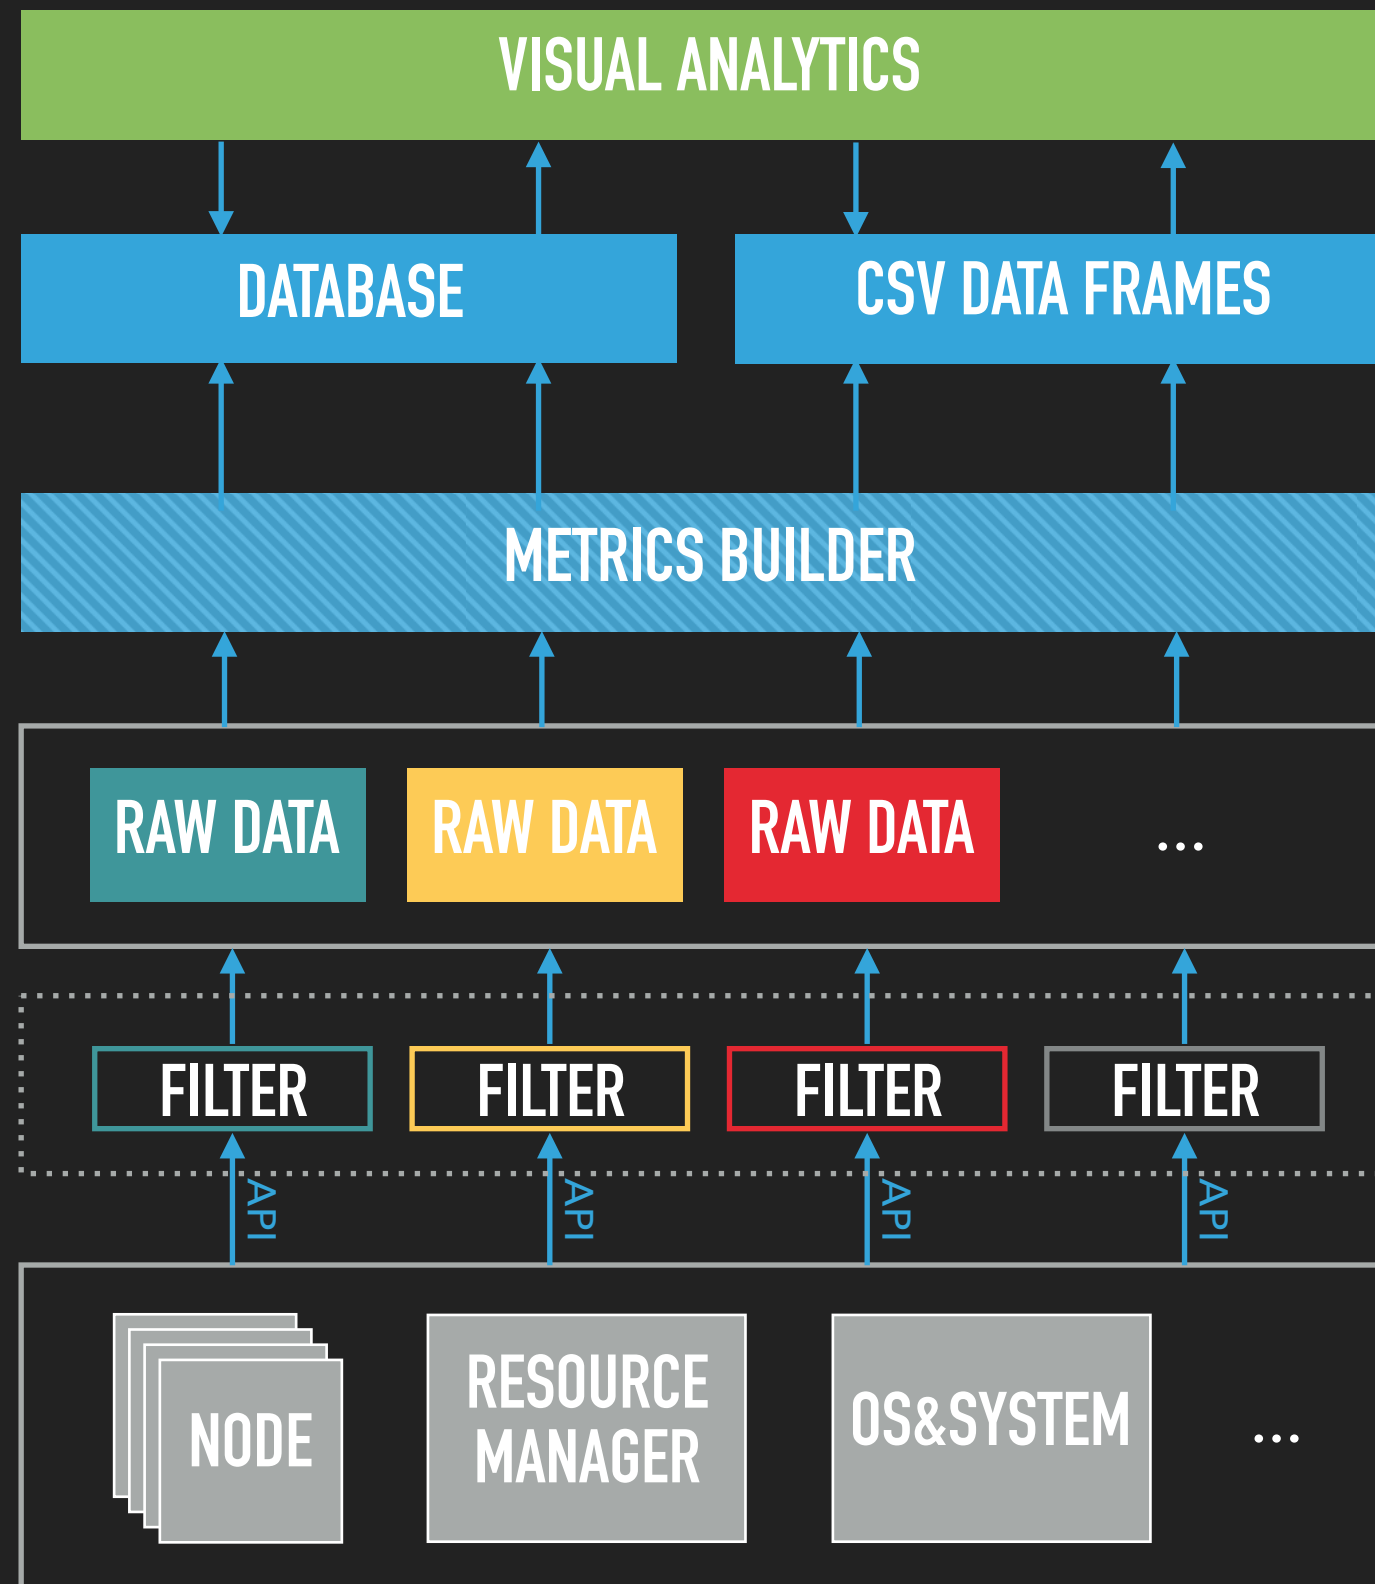 VISUAL ANALYTICS
DATABASE
CSV DATA FRAMES
METRICS BUILDER
RAW DATA
RAW DATA
RAW DATA
...
FILTER
FILTER
FILTER
FILTER
API
API
API
API
NODE
RESOURCE
MANAGER
OS&SYSTEM
...